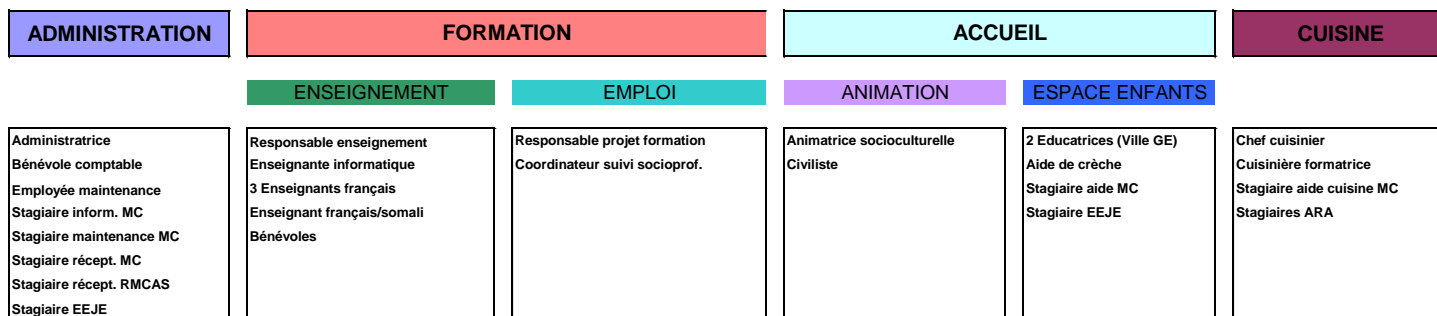 ADMINISTRATION
FORMATION
ACCUEIL
CUISINE
ENSEIGNEMENT
EMPLOI
ANIMATION
ESPACE ENFANTS
Administratrice
Bénévole comptable
Employée maintenance
Stagiaire inform. MC
Stagiaire maintenance MC
Stagiaire récept. MC
Stagiaire récept. RMCAS
Stagiaire EEJE
Responsable enseignement
Enseignante informatique
3 Enseignants français
Enseignant français/somali
Bénévoles
Responsable projet formation
Coordinateur suivi socioprof.
Animatrice socioculturelle
Civiliste
2 Educatrices (Ville GE)
Aide de crèche
Stagiaire aide MC
Stagiaire EEJE
Chef cuisinier
Cuisinière formatrice
Stagiaire aide cuisine MC
Stagiaires ARA